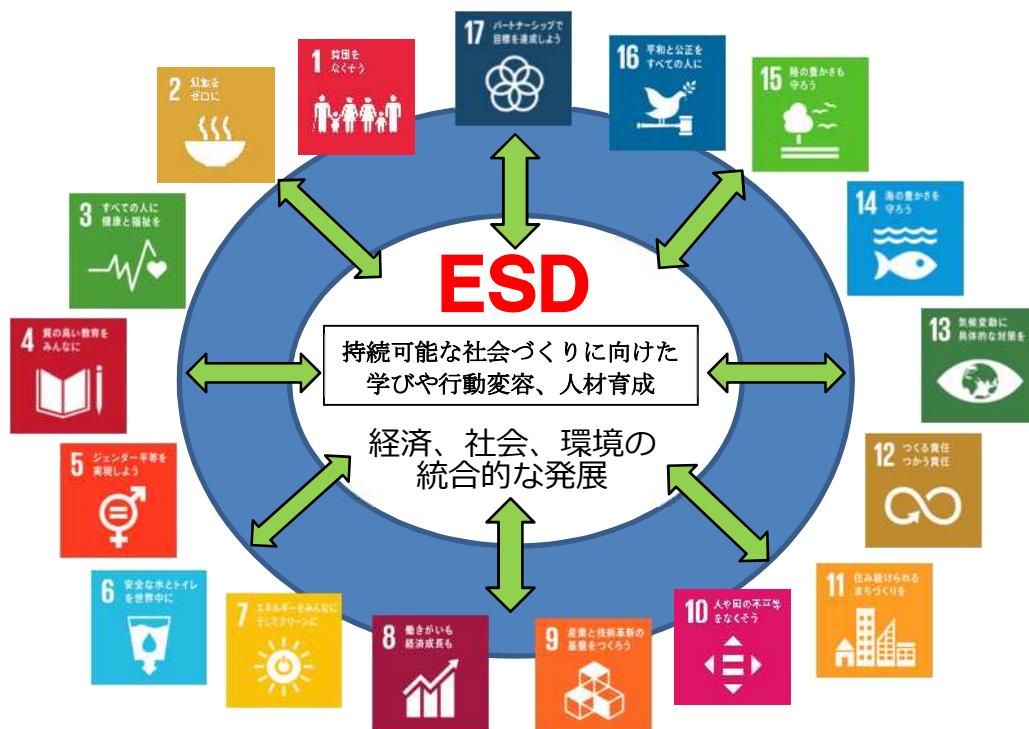 17 パートナーシップで
目標を達成しよう
1 貧困を
なくそう
16 平和と公正を
すべての人に
2 飢餓を
ゼロに
15 陸の豊かさも
守ろう
3 すべての人に
健康と福祉を
14 海の豊かさを
守ろう
ESD
4 質の高い教育を
みんなに
持続可能な社会づくりに向けた
学びや行動変容、人材育成
13 気候変動に
具体的な対策を
経済、社会、環境の
統合的な発展
5 ジェンダー平等を
実現しよう
12 つくる責任
つかう責任
6 安全な水とトイレ
を世界中に
7 エネルギーをみんなに
そしてクリーンに
8 働きがいも
経済成長も
9 産業と技術革新の
基盤をつくろう
10 人や国の不平等
をなくそう
11 住み続けられる
まちづくりを